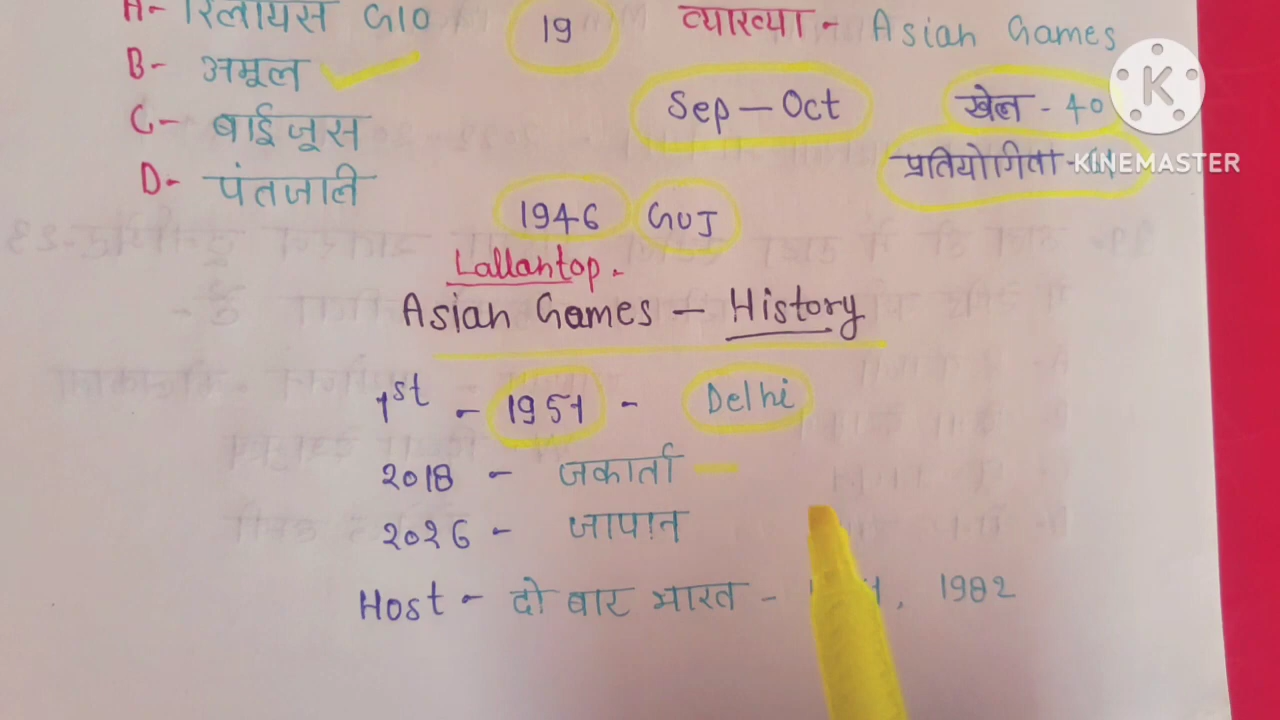 A- रिलायंस GIO
B- अमूल
C- बाईजूस
D- पंतजाली
19
व्याख्या - Asian Games
Sep - Oct
खेल - 40
प्रतियोगिता -
1946 GUJ
Lallantop.
Asian Games - History
1st - 1951 - Delhi
2018 - जकार्ता
2026 - जापान
Host - दो बार भारत - , 1982
K
KINEMASTER